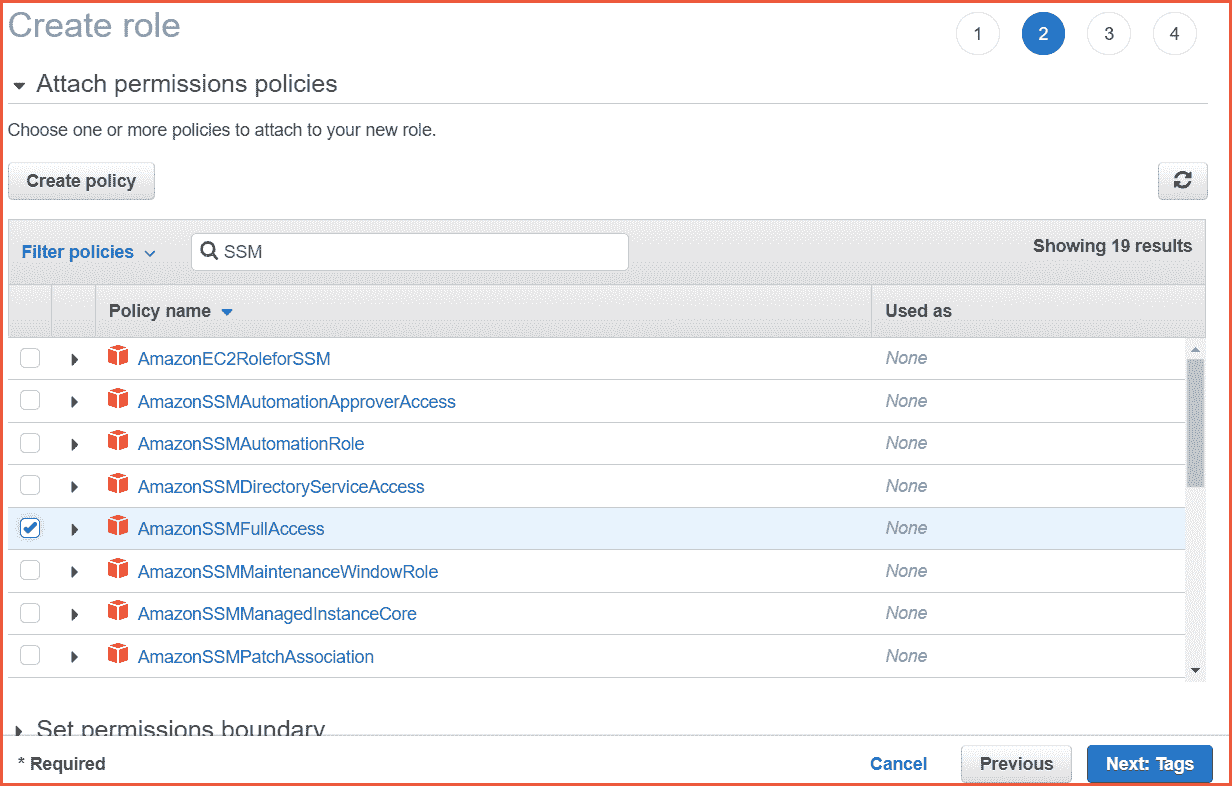 Create role
1 2 3 4
Attach permissions policies
Choose one or more policies to attach to your new role.
Create policy
Filter policies SSM Showing 19 results
Policy name Used as
AmazonEC2RoleforSSM None
AmazonSSMAutomationApproverAccess None
AmazonSSMAutomationRole None
AmazonSSMDirectoryServiceAccess None
AmazonSSMFullAccess None
AmazonSSMMaintenanceWindowRole None
AmazonSSMManagedInstanceCore None
AmazonSSMPatchAssociation None
Set permissions boundary
* Required Cancel Previous Next: Tags